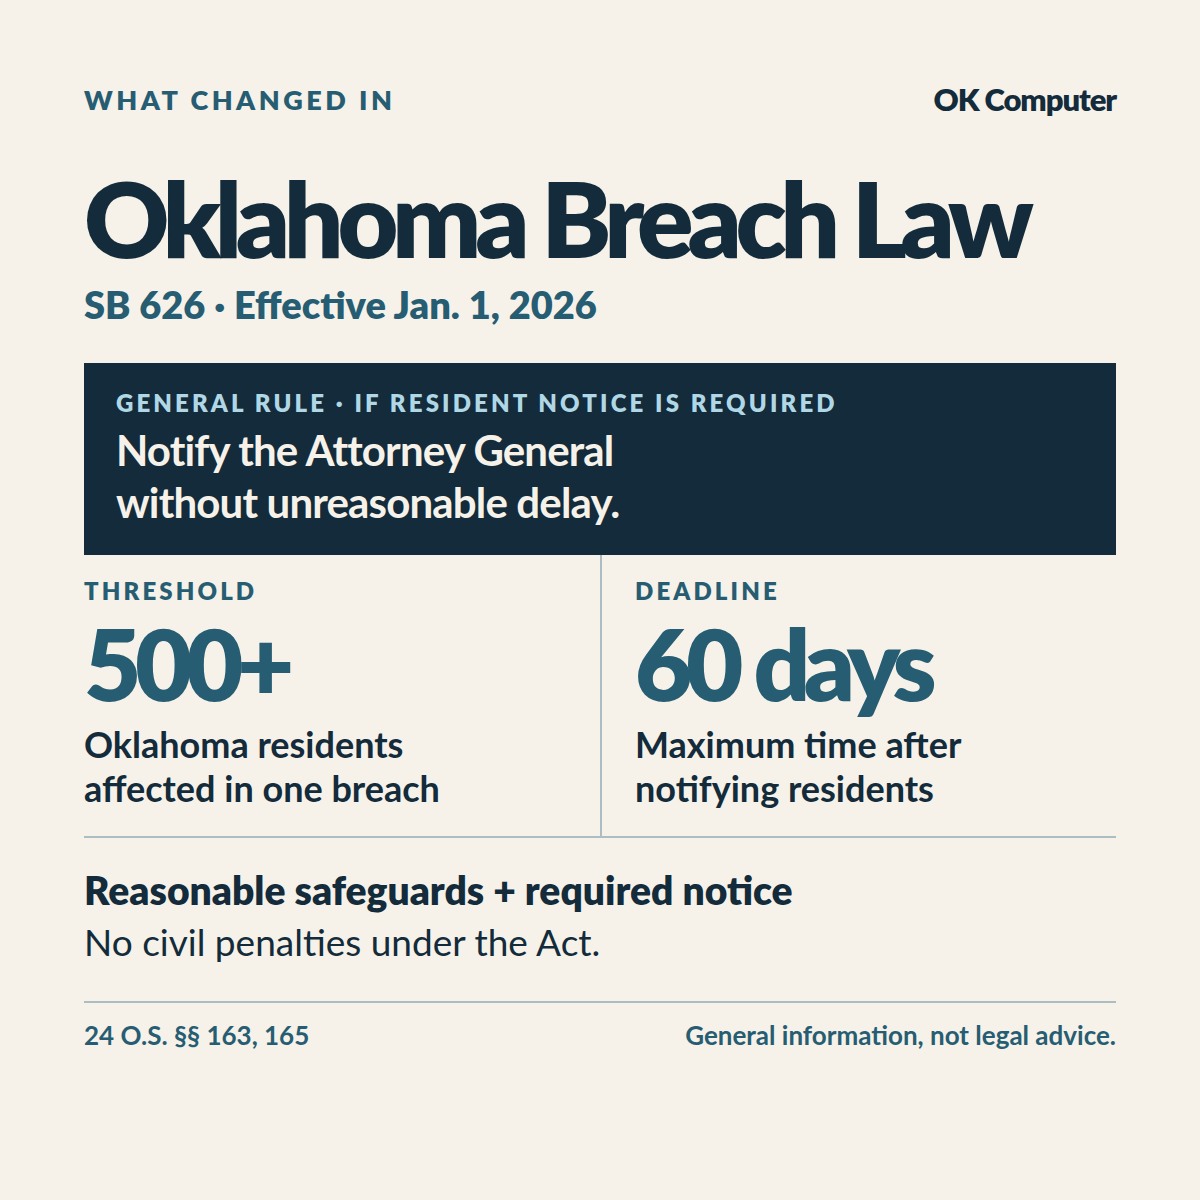 WHAT CHANGED IN
OK Computer
Oklahoma Breach Law
SB 626 · Effective Jan. 1, 2026
GENERAL RULE · IF RESIDENT NOTICE IS REQUIRED
Notify the Attorney General
without unreasonable delay.
THRESHOLD
500+
Oklahoma residents
affected in one breach
DEADLINE
60 days
Maximum time after
notifying residents
Reasonable safeguards + required notice
No civil penalties under the Act.
24 O.S. §§ 163, 165
General information, not legal advice.